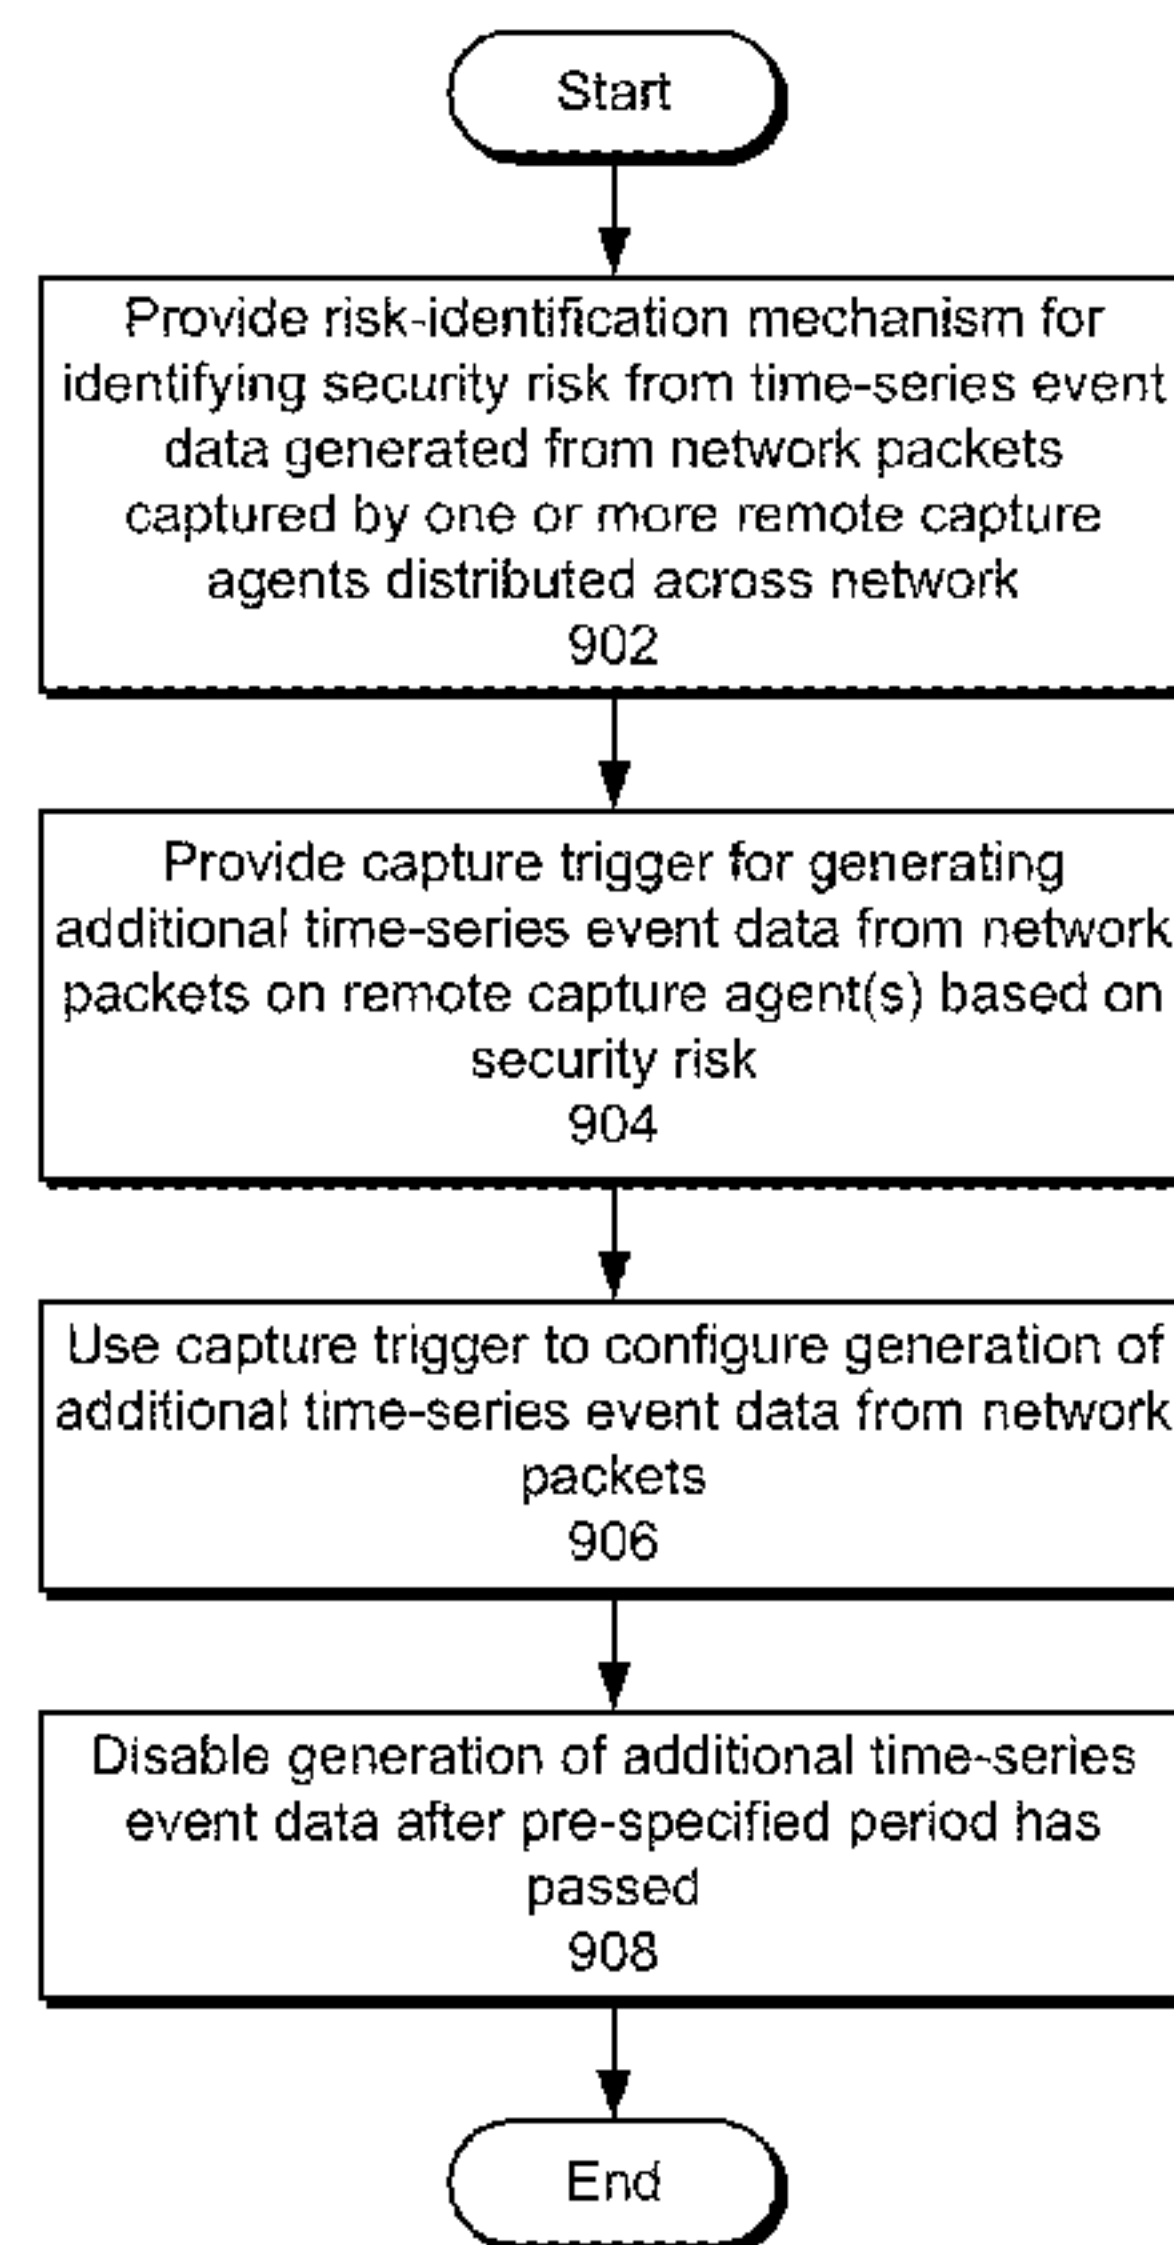 Start
Provide risk-identification mechanism for
identifying security risk from time-series event
data generated from network packets
captured by one or more remote capture
agents distributed across network
902
Provide capture trigger for generating
additional time-series event data from network
packets on remote capture agent(s) based on
security risk
904
Use capture trigger to configure generation of
additional time-series event data from network
packets
906
Disable generation of additional time-series
event data after pre-specified period has
passed
908
End